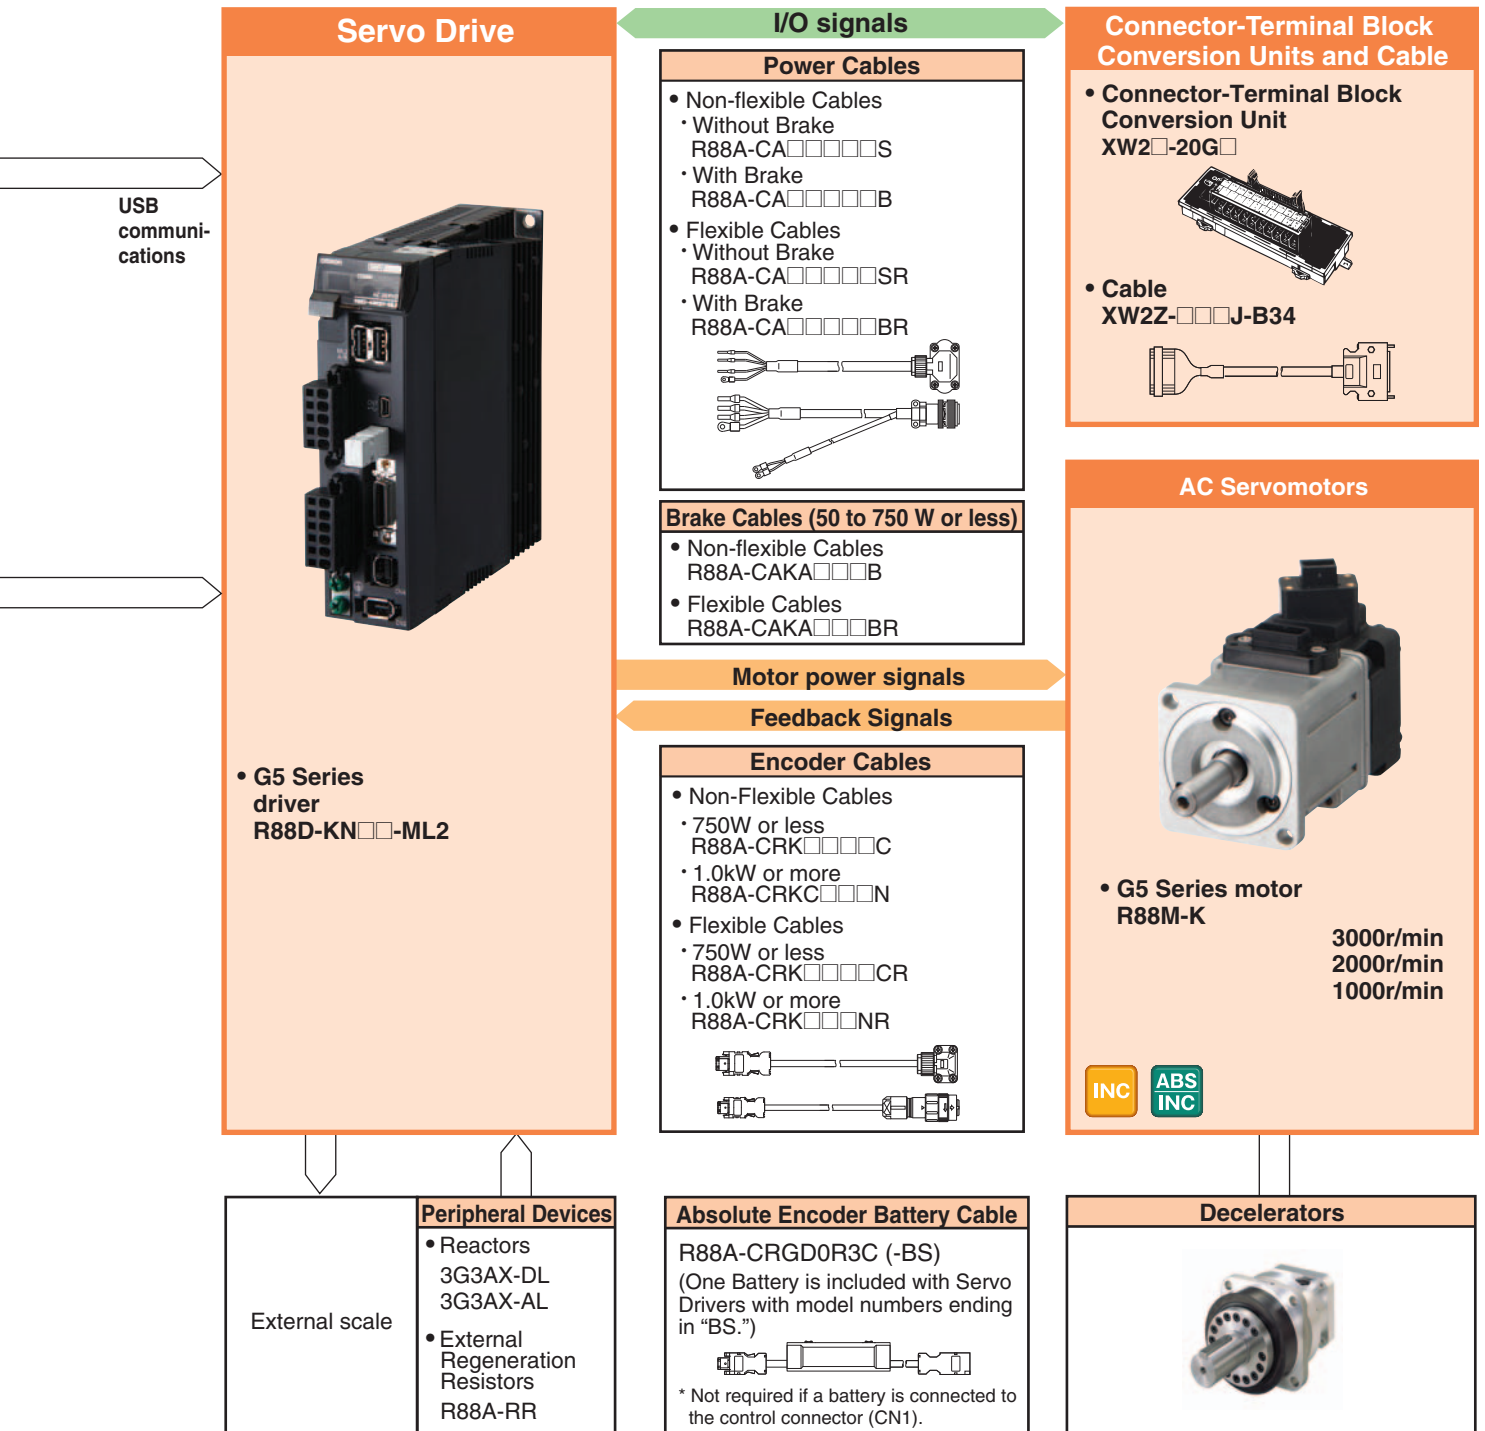 Servo Drive
USB
communi-
cations
• G5 Series
driver
R88D-KN□□-ML2
I/O signals
Power Cables
• Non-flexible Cables
・Without Brake
R88A-CA□□□□□S
・With Brake
R88A-CA□□□□□B
• Flexible Cables
・Without Brake
R88A-CA□□□□□SR
・With Brake
R88A-CA□□□□□BR
Brake Cables (50 to 750 W or less)
• Non-flexible Cables
R88A-CAKA□□□B
• Flexible Cables
R88A-CAKA□□□BR
Motor power signals
Feedback Signals
Encoder Cables
• Non-Flexible Cables
・750W or less
R88A-CRK□□□□C
・1.0kW or more
R88A-CRKC□□□N
• Flexible Cables
・750W or less
R88A-CRK□□□□CR
・1.0kW or more
R88A-CRK□□□NR
Connector-Terminal Block
Conversion Units and Cable
• Connector-Terminal Block
Conversion Unit
XW2□-20G□
• Cable
XW2Z-□□□J-B34
AC Servomotors
• G5 Series motor
R88M-K
3000r/min
2000r/min
1000r/min
INC
ABS
INC
External scale
Peripheral Devices
• Reactors
3G3AX-DL
3G3AX-AL
• External
Regeneration
Resistors
R88A-RR
Absolute Encoder Battery Cable
R88A-CRGD0R3C (-BS)
(One Battery is included with Servo
Drivers with model numbers ending
in “BS.”)
* Not required if a battery is connected to
the control connector (CN1).
Decelerators